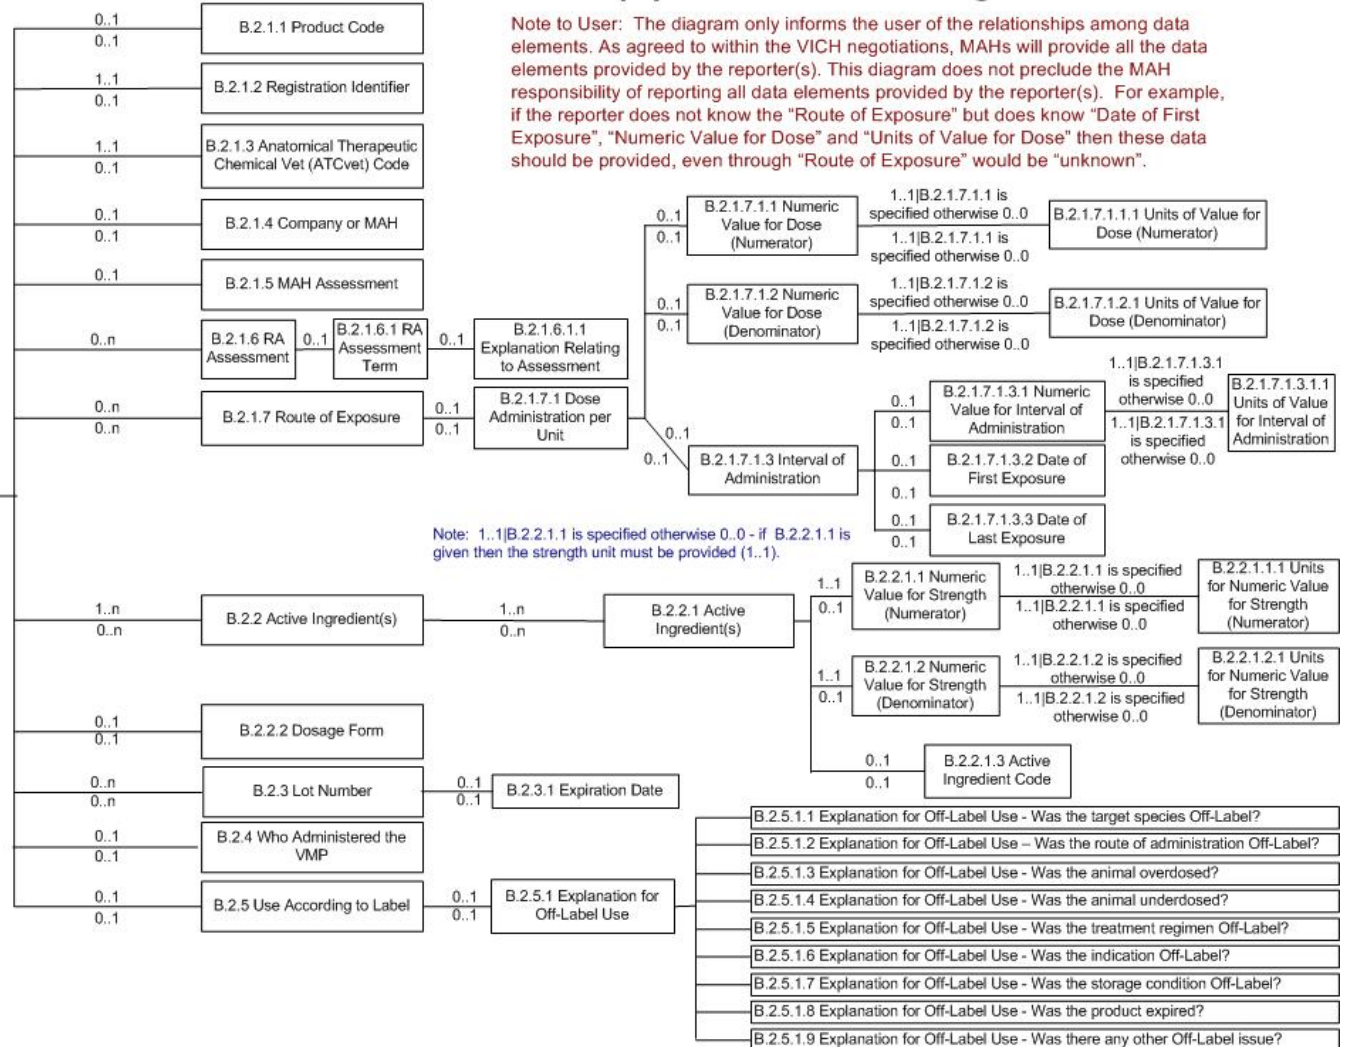 0..1
0..1
B.2.1.1 Product Code
Note to User: The diagram only informs the user of the relationships among data
elements. As agreed to within the VICH negotiations, MAHs will provide all the data
elements provided by the reporter(s). This diagram does not preclude the MAH
responsibility of reporting all data elements provided by the reporter(s). For example,
if the reporter does not know the “Route of Exposure” but does know “Date of First
Exposure”, “Numeric Value for Dose” and “Units of Value for Dose” then these data
should be provided, even through “Route of Exposure” would be “unknown”.
1..1
0..1
B.2.1.2 Registration Identifier
1..1
0..1
B.2.1.3 Anatomical Therapeutic
Chemical Vet (ATCvet) Code
0..1
0..1
B.2.1.4 Company or MAH
0..1
B.2.1.5 MAH Assessment
0..n
B.2.1.6 RA
Assessment
0..1
B.2.1.6.1 RA
Assessment
Term
0..1
B.2.1.6.1.1
Explanation Relating
to Assessment
0..n
0..n
B.2.1.7 Route of Exposure
0..1
0..1
B.2.1.7.1 Dose
Administration per
Unit
0..1
0..1
B.2.1.7.1.1 Numeric
Value for Dose
(Numerator)
1..1|B.2.1.7.1.1 is
specified otherwise 0..0
1..1|B.2.1.7.1.1 is
specified otherwise 0..0
B.2.1.7.1.1.1 Units of Value for
Dose (Numerator)
0..1
0..1
B.2.1.7.1.2 Numeric
Value for Dose
(Denominator)
1..1|B.2.1.7.1.2 is
specified otherwise 0..0
1..1|B.2.1.7.1.2 is
specified otherwise 0..0
B.2.1.7.1.2.1 Units of Value for
Dose (Denominator)
0..1
0..1
B.2.1.7.1.3 Interval of
Administration
0..1
0..1
B.2.1.7.1.3.1 Numeric
Value for Interval of
Administration
1..1|B.2.1.7.1.3.1
is specified
otherwise 0..0
1..1|B.2.1.7.1.3.1
is specified
otherwise 0..0
B.2.1.7.1.3.1.1
Units of Value
for Interval of
Administration
0..1
0..1
B.2.1.7.1.3.2 Date of
First Exposure
0..1
0..1
B.2.1.7.1.3.3 Date of
Last Exposure
Note: 1..1|B.2.2.1.1 is specified otherwise 0..0 - if B.2.2.1.1 is
given then the strength unit must be provided (1..1).
1..n
0..n
B.2.2 Active Ingredient(s)
1..n
0..n
B.2.2.1 Active
Ingredient(s)
1..1
0..1
B.2.2.1.1 Numeric
Value for Strength
(Numerator)
1..1|B.2.2.1.1 is specified
otherwise 0..0
1..1|B.2.2.1.1 is specified
otherwise 0..0
B.2.2.1.1.1 Units
for Numeric Value
for Strength
(Numerator)
1..1
0..1
B.2.2.1.2 Numeric
Value for Strength
(Denominator)
1..1|B.2.2.1.2 is specified
otherwise 0..0
1..1|B.2.2.1.2 is specified
otherwise 0..0
B.2.2.1.2.1 Units
for Numeric Value
for Strength
(Denominator)
0..1
0..1
B.2.2.1.3 Active
Ingredient Code
0..1
0..1
B.2.2.2 Dosage Form
0..n
0..n
B.2.3 Lot Number
0..1
0..1
B.2.3.1 Expiration Date
0..1
0..1
B.2.4 Who Administered the
VMP
0..1
0..1
B.2.5 Use According to Label
0..1
0..1
B.2.5.1 Explanation for
Off-Label Use
B.2.5.1.1 Explanation for Off-Label Use - Was the target species Off-Label?
B.2.5.1.2 Explanation for Off-Label Use – Was the route of administration Off-Label?
B.2.5.1.3 Explanation for Off-Label Use - Was the animal overdosed?
B.2.5.1.4 Explanation for Off-Label Use - Was the animal underdosed?
B.2.5.1.5 Explanation for Off-Label Use - Was the treatment regimen Off-Label?
B.2.5.1.6 Explanation for Off-Label Use - Was the indication Off-Label?
B.2.5.1.7 Explanation for Off-Label Use - Was the storage condition Off-Label?
B.2.5.1.8 Explanation for Off-Label Use - Was the product expired?
B.2.5.1.9 Explanation for Off-Label Use - Was there any other Off-Label issue?